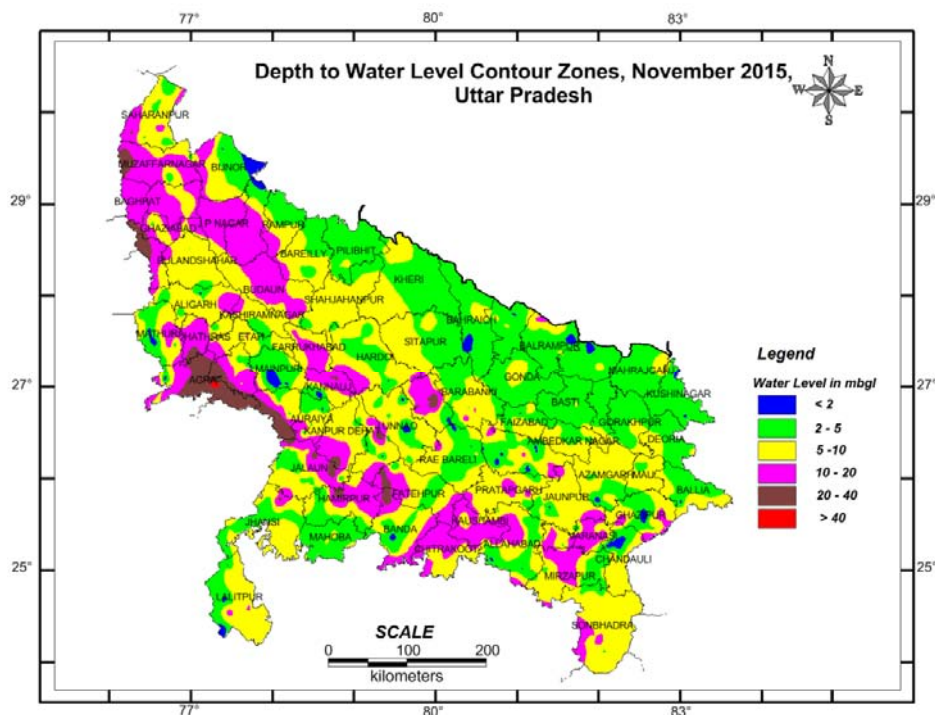 77° 80° 83°
Depth to Water Level Contour Zones, November 2015,
Uttar Pradesh
N
W E
S
SAHARANPUR
MUZAFFARNAGAR BIJNOR
29° 29°
BAGHPAT
GHAZIABAD J P NAGAR RAMPUR
BULANDSHAHAR BAREILLY PILIBHIT
KHERI
BUDAUN
ALIGARH KASHIRAMNAGAR SHAHJAHANPUR
BAHRAICH
MATHURA HATHRAS ETAH FARRUKHABAD HARDOI SITAPUR BALRAMPUR
MAHRAJGANJ
27° AGRA MAINPURI KANNAUJ BARABANKI GONDA KUSHINAGAR 27°
BASTI
AURAIYA KANPUR DEHAT UNNAO FAIZABAD GORAKHPUR
AMBEDKAR NAGAR DEORIA
JALAUN RAE BARELI AZAMGARH MAU
HAMIRPUR FATEHPUR PRATAPGARH JAUNPUR BALLIA
GHAZIPUR
JHANSI MAHOBA BANDA KAUSHAMBI
CHITRAKOOT ALLAHABAD VARANASI
CHANDAULI
25° MIRZAPUR 25°
LALITPUR
SONBHADRA
Legend
Water Level in mbgl
< 2
2 - 5
5 -10
10 - 20
20 - 40
> 40
SCALE
0 100 200
kilometers
77° 80° 83°